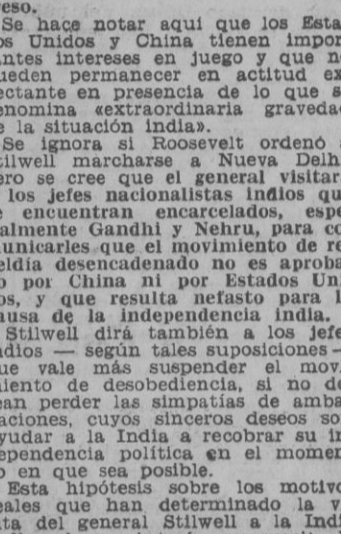 reso.
Se hace notar aquí que los Esta
os Unidos y China tienen impor
antes intereses en juego y que n
ueden permanecer en actitud ex
ectante en presencia de lo que s
enomina «extraordinaria graveda
e la situación india».
Se ignora si Roosevelt ordenó
tilwell marcharse a Nueva Delh
ero se cree que el general visitar
los jefes nacionalistas indios qu
e encuentran encarcelados, espe
almente Gandhi y Nehru, para co
unicarles que el movimiento de re
eldía desencadenado no es aproba
o por China ni por Estados Un
os, y que resulta nefasto para l
ausa de la independencia india.
Stilwell dirá también a los jefe
ndios — según tales suposiciones —
ue vale más suspender el mov
iento de desobediencia, si no de
ean perder las simpatías de amba
aciones, cuyos sinceros deseos so
yudar a la India a recobrar su in
ependencia política en el momen
o en que sea posible.
Esta hipótesis sobre los motivo
eales que han determinado la v
ita del general Stilwell a la Indi